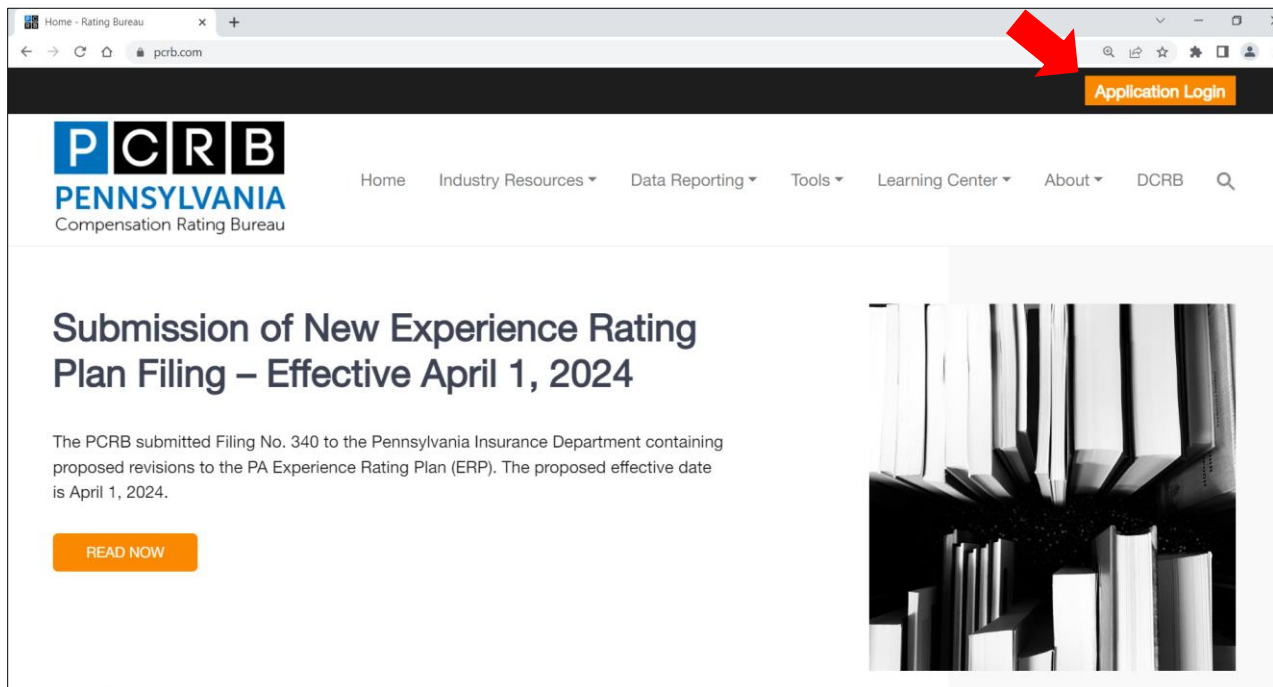 Home - Rating Bureau
pcrb.com
Application Login
PCRB
PENNSYLVANIA
Compensation Rating Bureau
Home Industry Resources Data Reporting Tools Learning Center About DCRB
Submission of New Experience Rating
Plan Filing – Effective April 1, 2024
The PCRB submitted Filing No. 340 to the Pennsylvania Insurance Department containing
proposed revisions to the PA Experience Rating Plan (ERP). The proposed effective date
is April 1, 2024.
READ NOW